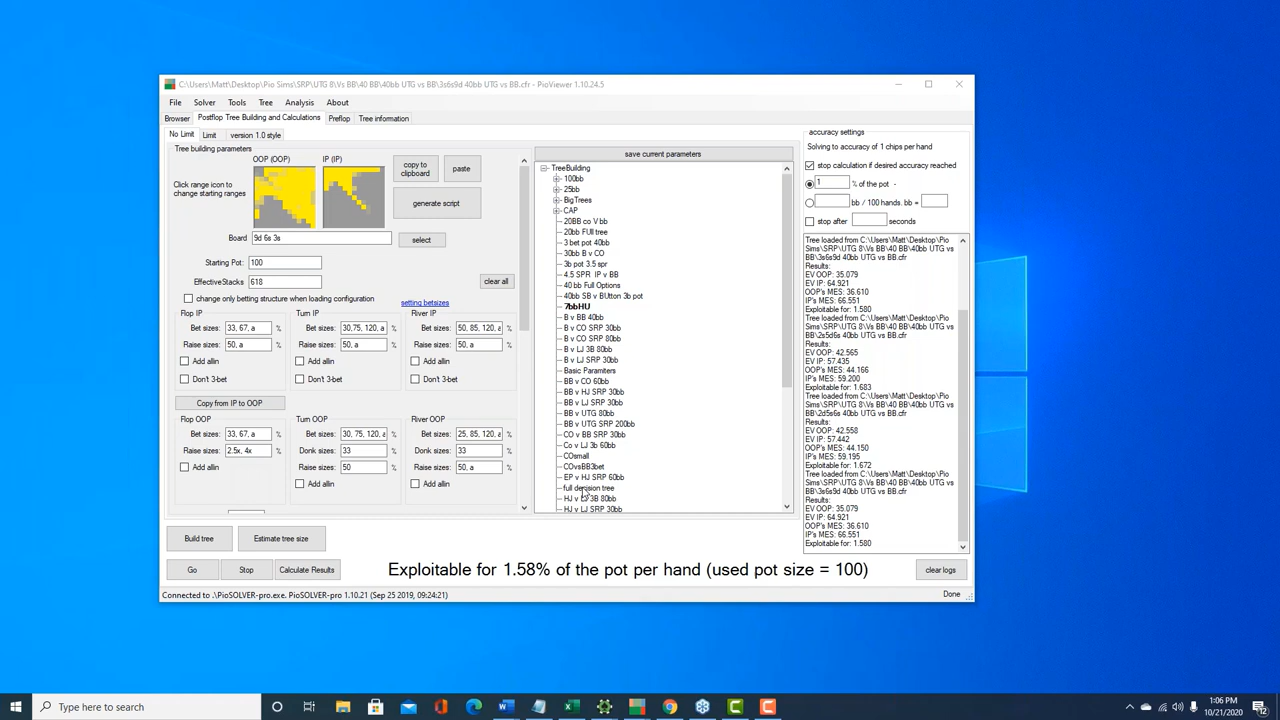 C:\Users\Matt\Desktop\Pio Sims\SRP\UTG 8\Vs BB\40 BB\40bb UTG vs BB\3s6s9d 40bb UTG vs BB.cfr - PioViewer 1.10.24.5
File Solver Tools Tree Analysis About
Browser Postflop Tree Building and Calculations Preflop Tree information
No Limit Limit version 1.0 style
Tree building parameters
OOP (OOP) IP (IP)
Click range icon to
change starting ranges
copy to
clipboard
paste
generate script
Board 9d 6s 3s select
Starting Pot: 100
EffectiveStacks 618 clear all
change only betting structure when loading configuration setting betsizes
Flop IP Turn IP River IP
Bet sizes: 33, 67, a % Bet sizes: 30,75, 120, a % Bet sizes: 50, 85, 120, a %
Raise sizes: 50, a % Raise sizes: 50, a % Raise sizes: 50, a %
Add allin Add allin Add allin
Don't 3-bet Don't 3-bet Don't 3-bet
Copy from IP to OOP
Flop OOP Turn OOP River OOP
Bet sizes: 33, 67, a % Bet sizes: 30, 75, 120, a % Bet sizes: 25, 85, 120, a %
Raise sizes: 2.5x, 4x % Donk sizes: 33 % Donk sizes: 33 %
Add allin Raise sizes: 50 % Raise sizes: 50, a %
Add allin Add allin
save current parameters
TreeBuilding
100bb
25bb
BigTrees
CAP
20BB co V bb
20bb FUll tree
3 bet pot 40bb
30bb B v CO
3b pot 3.5 spr
4.5 SPR IP v BB
40 bb Full Options
40bb SB v BUtton 3b pot
7bbHU
B v BB 40bb
B v CO SRP 30bb
B v CO SRP 80bb
B v LJ 3B 80bb
B v LJ SRP 30bb
Basic Paramiters
BB v CO 60bb
BB v HJ SRP 30bb
BB v LJ SRP 30bb
BB v UTG 80bb
BB v UTG SRP 200bb
CO v BB SRP 30bb
Co v LJ 3b 60bb
COsmall
COvsBB3bet
EP v HJ SRP 60bb
full decision tree
HJ v LJ 3B 80bb
HJ v LJ SRP 30bb
accuracy settings
Solving to accuracy of 1 chips per hand
stop calculation if desired accuracy reached
1 % of the pot -
bb / 100 hands. bb =
stop after seconds
Tree loaded from C:\Users\Matt\Desktop\Pio
Sims\SRP\UTG 8\Vs BB\40 BB\40bb UTG vs
BB\3s6s9d 40bb UTG vs BB.cfr
Results:
EV OOP: 35.079
EV IP: 64.921
OOP's MES: 36.610
IP's MES: 66.551
Exploitable for: 1.580
Tree loaded from C:\Users\Matt\Desktop\Pio
Sims\SRP\UTG 8\Vs BB\40 BB\40bb UTG vs
BB\2s5d6s 40bb UTG vs BB.cfr
Results:
EV OOP: 42.565
EV IP: 57.435
OOP's MES: 44.166
IP's MES: 59.200
Exploitable for: 1.683
Tree loaded from C:\Users\Matt\Desktop\Pio
Sims\SRP\UTG 8\Vs BB\40 BB\40bb UTG vs
BB\2d5s6s 40bb UTG vs BB.cfr
Results:
EV OOP: 42.558
EV IP: 57.442
OOP's MES: 44.150
IP's MES: 59.195
Exploitable for: 1.672
Tree loaded from C:\Users\Matt\Desktop\Pio
Sims\SRP\UTG 8\Vs BB\40 BB\40bb UTG vs
BB\3s6s9d 40bb UTG vs BB.cfr
Results:
EV OOP: 35.079
EV IP: 64.921
OOP's MES: 36.610
IP's MES: 66.551
Exploitable for: 1.580
Build tree Estimate tree size
Go Stop Calculate Results Exploitable for 1.58% of the pot per hand (used pot size = 100) clear logs
Connected to .\PioSOLVER-pro.exe. PioSOLVER-pro 1.10.21 (Sep 25 2019, 09:24:21) Done
Type here to search
1:06 PM
10/21/2020